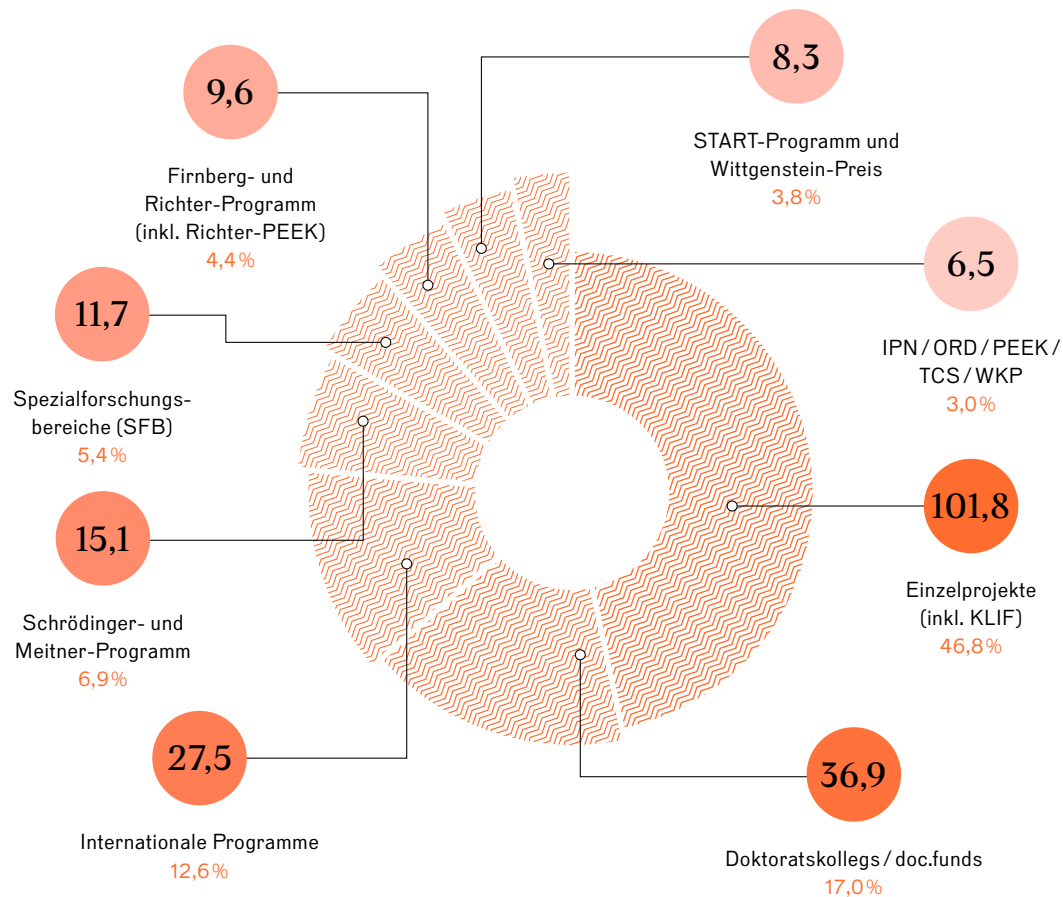 8,3
START-Programm und
Wittgenstein-Preis
3,8 %
9,6
Firnberg- und
Richter-Programm
(inkl. Richter-PEEK)
4,4 %
6,5
IPN / ORD / PEEK /
TCS / WKP
3,0 %
11,7
Spezialforschungs-
bereiche (SFB)
5,4 %
101,8
Einzelprojekte
(inkl. KLIF)
46,8 %
15,1
Schrödinger- und
Meitner-Programm
6,9 %
27,5
Internationale Programme
12,6 %
36,9
Doktoratskollegs / doc.funds
17,0 %